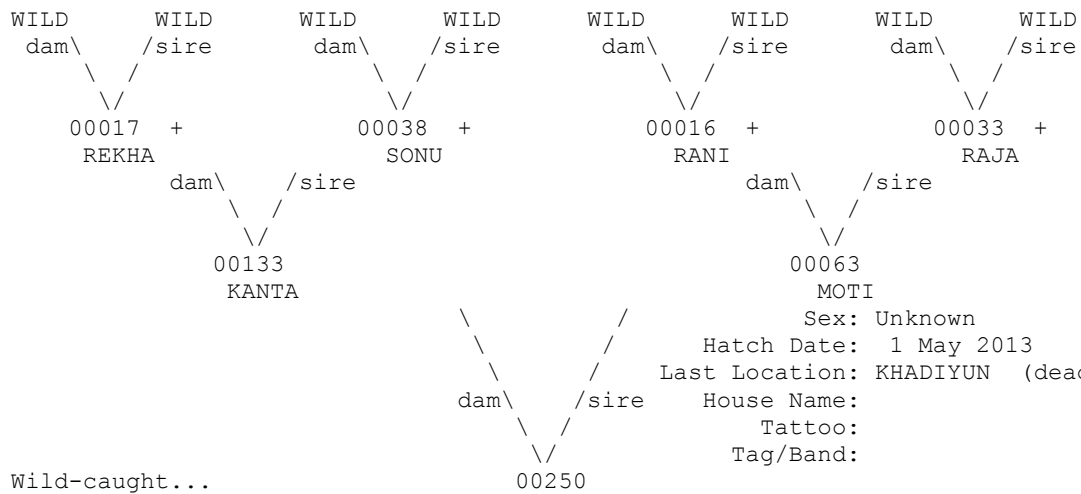 WILD WILD WILD WILD WILD WILD WILD WILD
dam\ /sire dam\ /sire dam\ /sire dam\ /sire
\ / \ / \ / \ /
\/ \/ \/ \/
00017 + 00038 + 00016 + 00033 +
REKHA SONU RANI RAJA
dam\ /sire dam\ /sire
\ / \ /
\/ \/
00133 00063
KANTA MOTI
\ / Sex: Unknown
\ / Hatch Date: 1 May 2013
\ / Last Location: KHADIYUN (dead
dam\ /sire House Name:
\ / Tattoo:
\/ Tag/Band:
Wild-caught... 00250